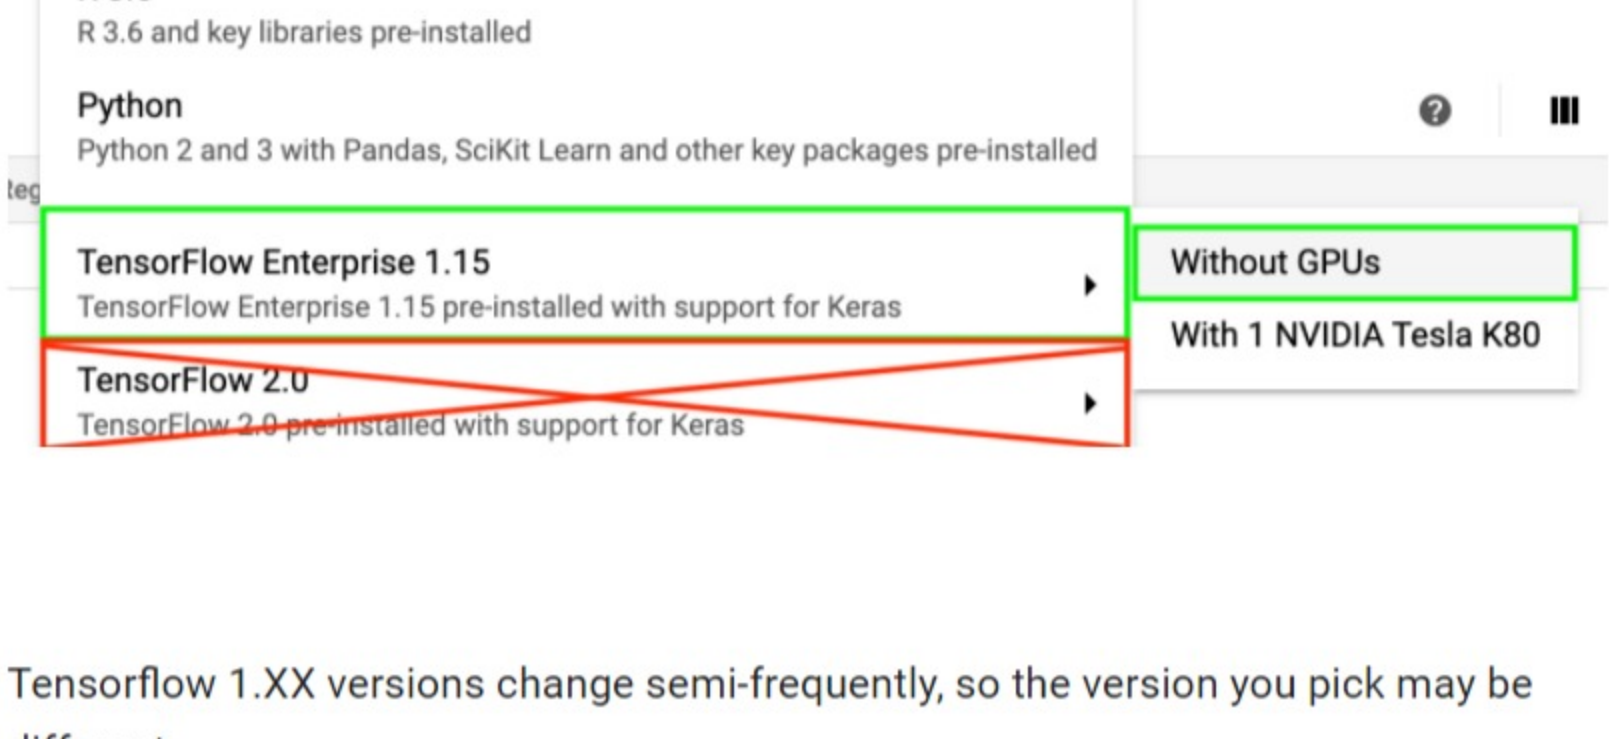 R 3.6 and key libraries pre-installed
Python
Python 2 and 3 with Pandas, SciKit Learn and other key packages pre-installed
TensorFlow Enterprise 1.15
TensorFlow Enterprise 1.15 pre-installed with support for Keras
Without GPUs
With 1 NVIDIA Tesla K80
TensorFlow 2.0
TensorFlow 2.0 pre-installed with support for Keras
Tensorflow 1.XX versions change semi-frequently, so the version you pick may be